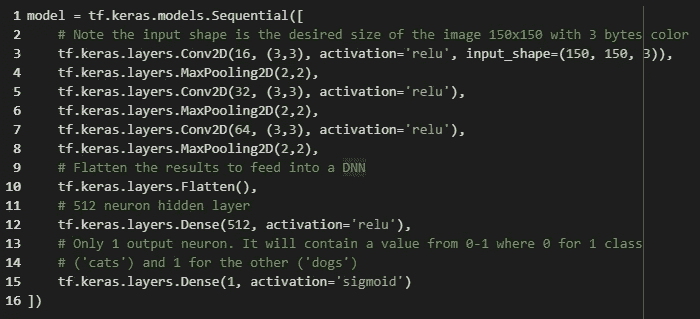 1 model = tf.keras.models.Sequential([
2     # Note the input shape is the desired size of the image 150x150 with 3 bytes color
3     tf.keras.layers.Conv2D(16, (3,3), activation='relu', input_shape=(150, 150, 3)),
4     tf.keras.layers.MaxPooling2D(2,2),
5     tf.keras.layers.Conv2D(32, (3,3), activation='relu'),
6     tf.keras.layers.MaxPooling2D(2,2),
7     tf.keras.layers.Conv2D(64, (3,3), activation='relu'),
8     tf.keras.layers.MaxPooling2D(2,2),
9     # Flatten the results to feed into a DNN
10     tf.keras.layers.Flatten(),
11     # 512 neuron hidden layer
12     tf.keras.layers.Dense(512, activation='relu'),
13     # Only 1 output neuron. It will contain a value from 0-1 where 0 for 1 class
14     # ('cats') and 1 for the other ('dogs')
15     tf.keras.layers.Dense(1, activation='sigmoid')
16 ])